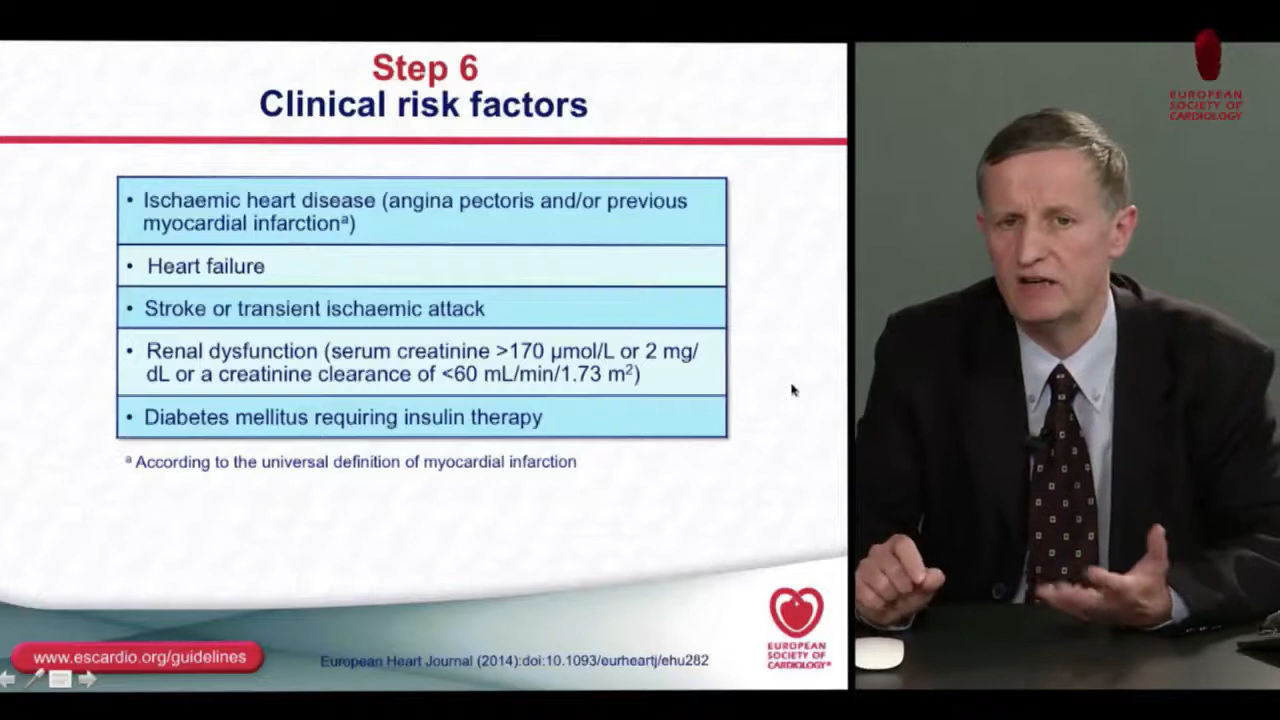 Step 6
Clinical risk factors
• Ischaemic heart disease (angina pectoris and/or previous
myocardial infarctionᵃ)
• Heart failure
• Stroke or transient ischaemic attack
• Renal dysfunction (serum creatinine >170 μmol/L or 2 mg/
dL or a creatinine clearance of <60 mL/min/1.73 m²)
• Diabetes mellitus requiring insulin therapy
ᵃ According to the universal definition of myocardial infarction
www.escardio.org/guidelines
European Heart Journal (2014):doi:10.1093/eurheartj/ehu282
EUROPEAN
SOCIETY OF
CARDIOLOGY®
EUROPEAN
SOCIETY OF
CARDIOLOGY